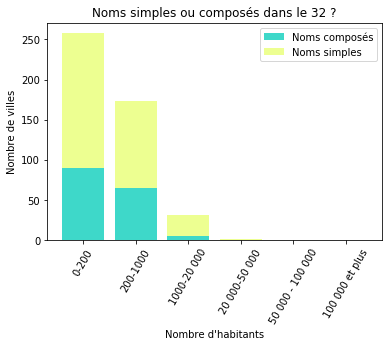 Noms simples ou composés dans le 32 ?
Noms composés
Noms simples
Nombre de villes
250
200
150
100
50
0
0-200
200-1000
1000-20 000
20 000-50 000
50 000 - 100 000
100 000 et plus
Nombre d'habitants